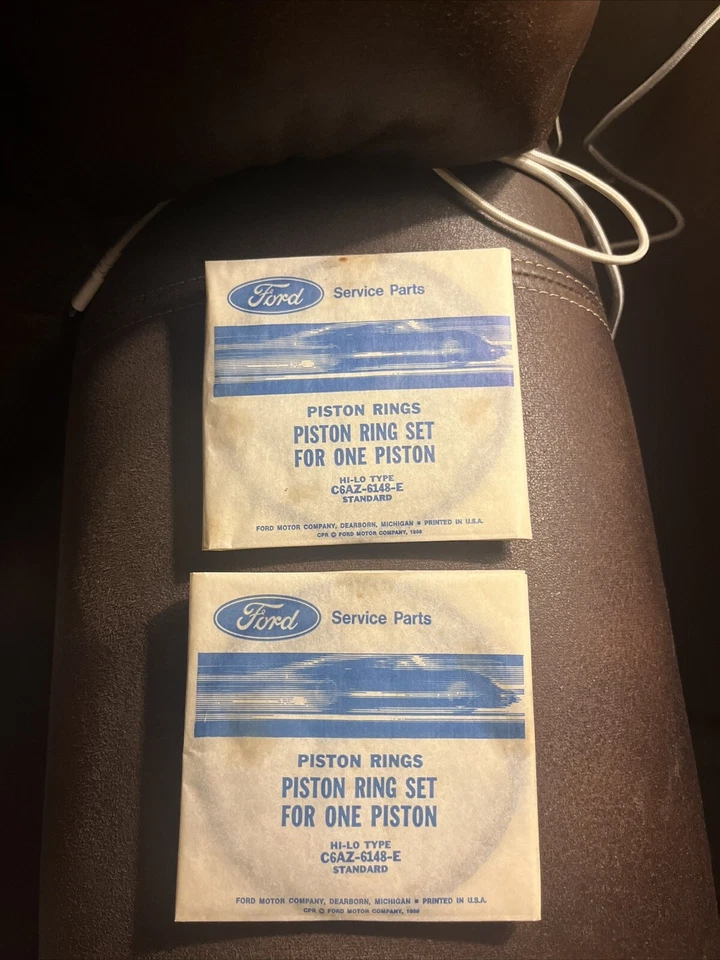 Ford Service Parts
PISTON RINGS
PISTON RING SET
FOR ONE PISTON
HI-LO TYPE
C6AZ-6148-E
STANDARD
FORD MOTOR COMPANY, DEARBORN, MICHIGAN ■ PRINTED IN U.S.A.
CPR © FORD MOTOR COMPANY,
Ford Service Parts
PISTON RINGS
PISTON RING SET
FOR ONE PISTON
HI-LO TYPE
C6AZ-6148-E
STANDARD
FORD MOTOR COMPANY, DEARBORN, MICHIGAN ■ PRINTED IN U.S.A.
CPR © FORD MOTOR COMPANY,